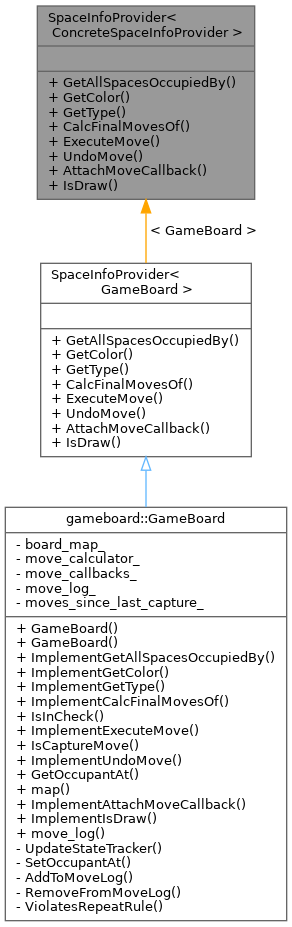 SpaceInfoProvider<
ConcreteSpaceInfoProvider >
+ GetAllSpacesOccupiedBy()
+ GetColor()
+ GetType()
+ CalcFinalMovesOf()
+ ExecuteMove()
+ UndoMove()
+ AttachMoveCallback()
+ IsDraw()
< GameBoard >
SpaceInfoProvider<
GameBoard >
+ GetAllSpacesOccupiedBy()
+ GetColor()
+ GetType()
+ CalcFinalMovesOf()
+ ExecuteMove()
+ UndoMove()
+ AttachMoveCallback()
+ IsDraw()
gameboard::GameBoard
- board_map_
- move_calculator_
- move_callbacks_
- move_log_
- moves_since_last_capture_
+ GameBoard()
+ GameBoard()
+ ImplementGetAllSpacesOccupiedBy()
+ ImplementGetColor()
+ ImplementGetType()
+ ImplementCalcFinalMovesOf()
+ IsInCheck()
+ ImplementExecuteMove()
+ IsCaptureMove()
+ ImplementUndoMove()
+ GetOccupantAt()
+ map()
+ ImplementAttachMoveCallback()
+ ImplementIsDraw()
+ move_log()
- UpdateStateTracker()
- SetOccupantAt()
- AddToMoveLog()
- RemoveFromMoveLog()
- ViolatesRepeatRule()